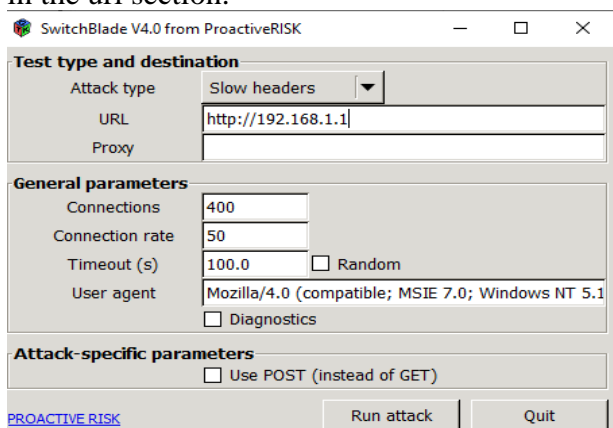 in the url section.
SwitchBlade V4.0 from ProactiveRISK
Test type and destination
Attack type Slow headers
URL http://192.168.1.1
Proxy
General parameters
Connections 400
Connection rate 50
Timeout (s) 100.0 Random
User agent Mozilla/4.0 (compatible; MSIE 7.0; Windows NT 5.1
Diagnostics
Attack-specific parameters
Use POST (instead of GET)
PROACTIVE RISK Run attack Quit